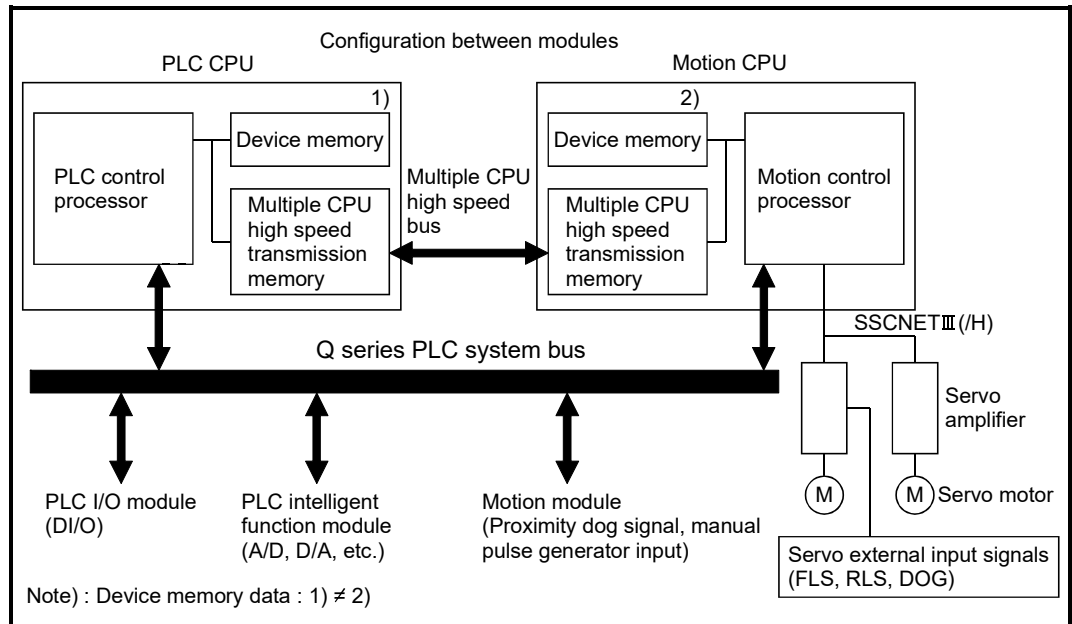 Configuration between modules
PLC CPU
Motion CPU
1)
2)
PLC control
processor
Device memory
Multiple CPU
high speed
transmission
memory
Multiple CPU
high speed
bus
Device memory
Multiple CPU
high speed
transmission
memory
Motion control
processor
SSCNETⅢ(/H)
Q series PLC system bus
Servo
amplifier
PLC I/O module
(DI/O)
PLC intelligent
function module
(A/D, D/A, etc.)
Motion module
(Proximity dog signal, manual
pulse generator input)
M
M
Servo motor
Servo external input signals
(FLS, RLS, DOG)
Note) : Device memory data : 1) ≠ 2)